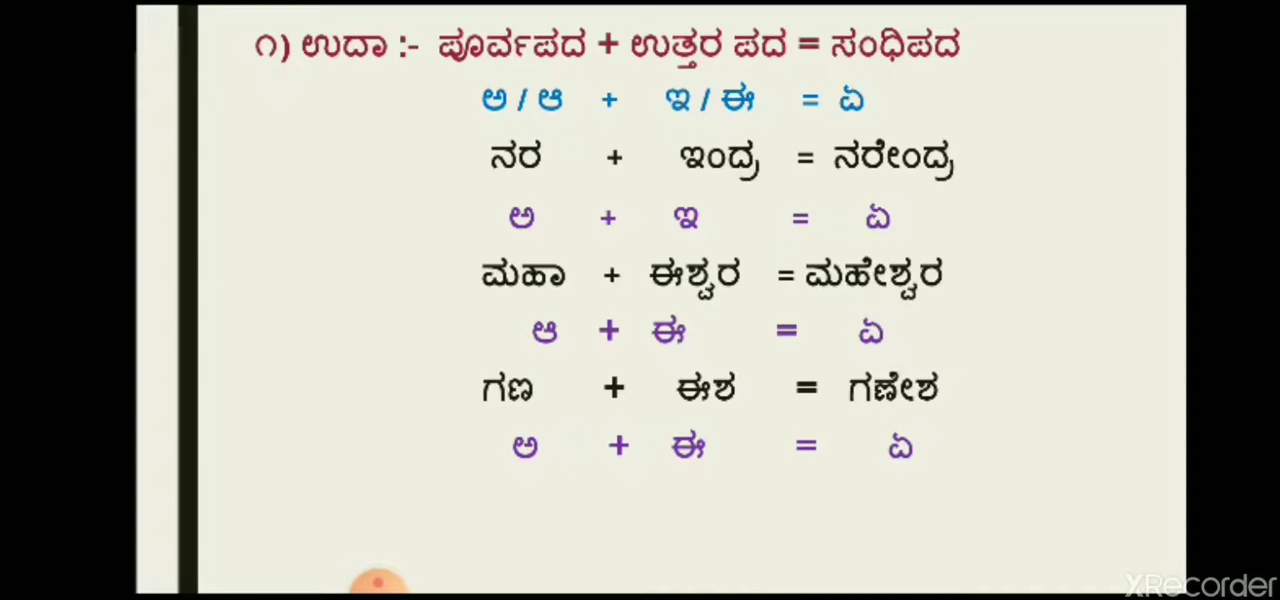 ೧) ಉದಾ :- ಪೂರ್ವಪದ + ಉತ್ತರ ಪದ = ಸಂಧಿಪದ
ಅ / ಆ + ಇ / ಈ = ಏ
ನರ + ಇಂದ್ರ = ನರೇಂದ್ರ
ಅ + ಇ = ಏ
ಮಹಾ + ಈಶ್ವರ = ಮಹೇಶ್ವರ
ಆ + ಈ = ಏ
ಗಣ + ಈಶ = ಗಣೇಶ
ಅ + ಈ = ಏ
XRecorder